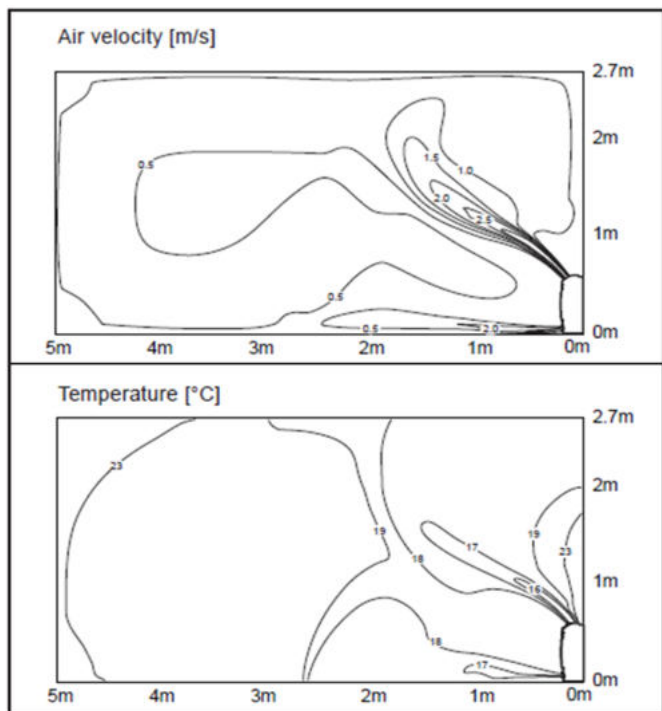 Air velocity [m/s]
2.7m
2m
1.5
1.0
0.5
2.0
2.5
1m
0.5
0.5
2.0
0m
5m 4m 3m 2m 1m 0m
Temperature [°C]
2.7m
23
2m
19
17
19
18
23
1m
16
18
17
0m
5m 4m 3m 2m 1m 0m